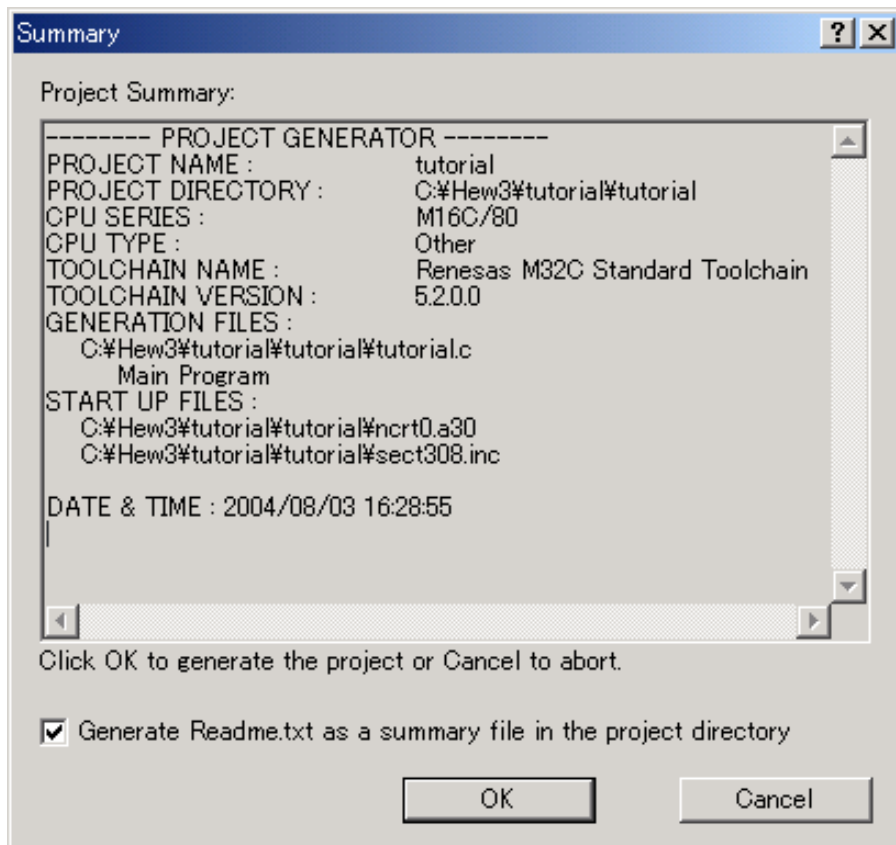 Summary
Project Summary:
-------- PROJECT GENERATOR --------
PROJECT NAME : tutorial
PROJECT DIRECTORY : C:¥Hew3¥tutorial¥tutorial
CPU SERIES : M16C/80
CPU TYPE : Other
TOOLCHAIN NAME : Renesas M32C Standard Toolchain
TOOLCHAIN VERSION : 5.2.0.0
GENERATION FILES :
C:¥Hew3¥tutorial¥tutorial¥tutorial.c
Main Program
START UP FILES :
C:¥Hew3¥tutorial¥tutorial¥ncrt0.a30
C:¥Hew3¥tutorial¥tutorial¥sect308.inc
DATE & TIME : 2004/08/03 16:28:55
Click OK to generate the project or Cancel to abort.
Generate Readme.txt as a summary file in the project directory
OK Cancel